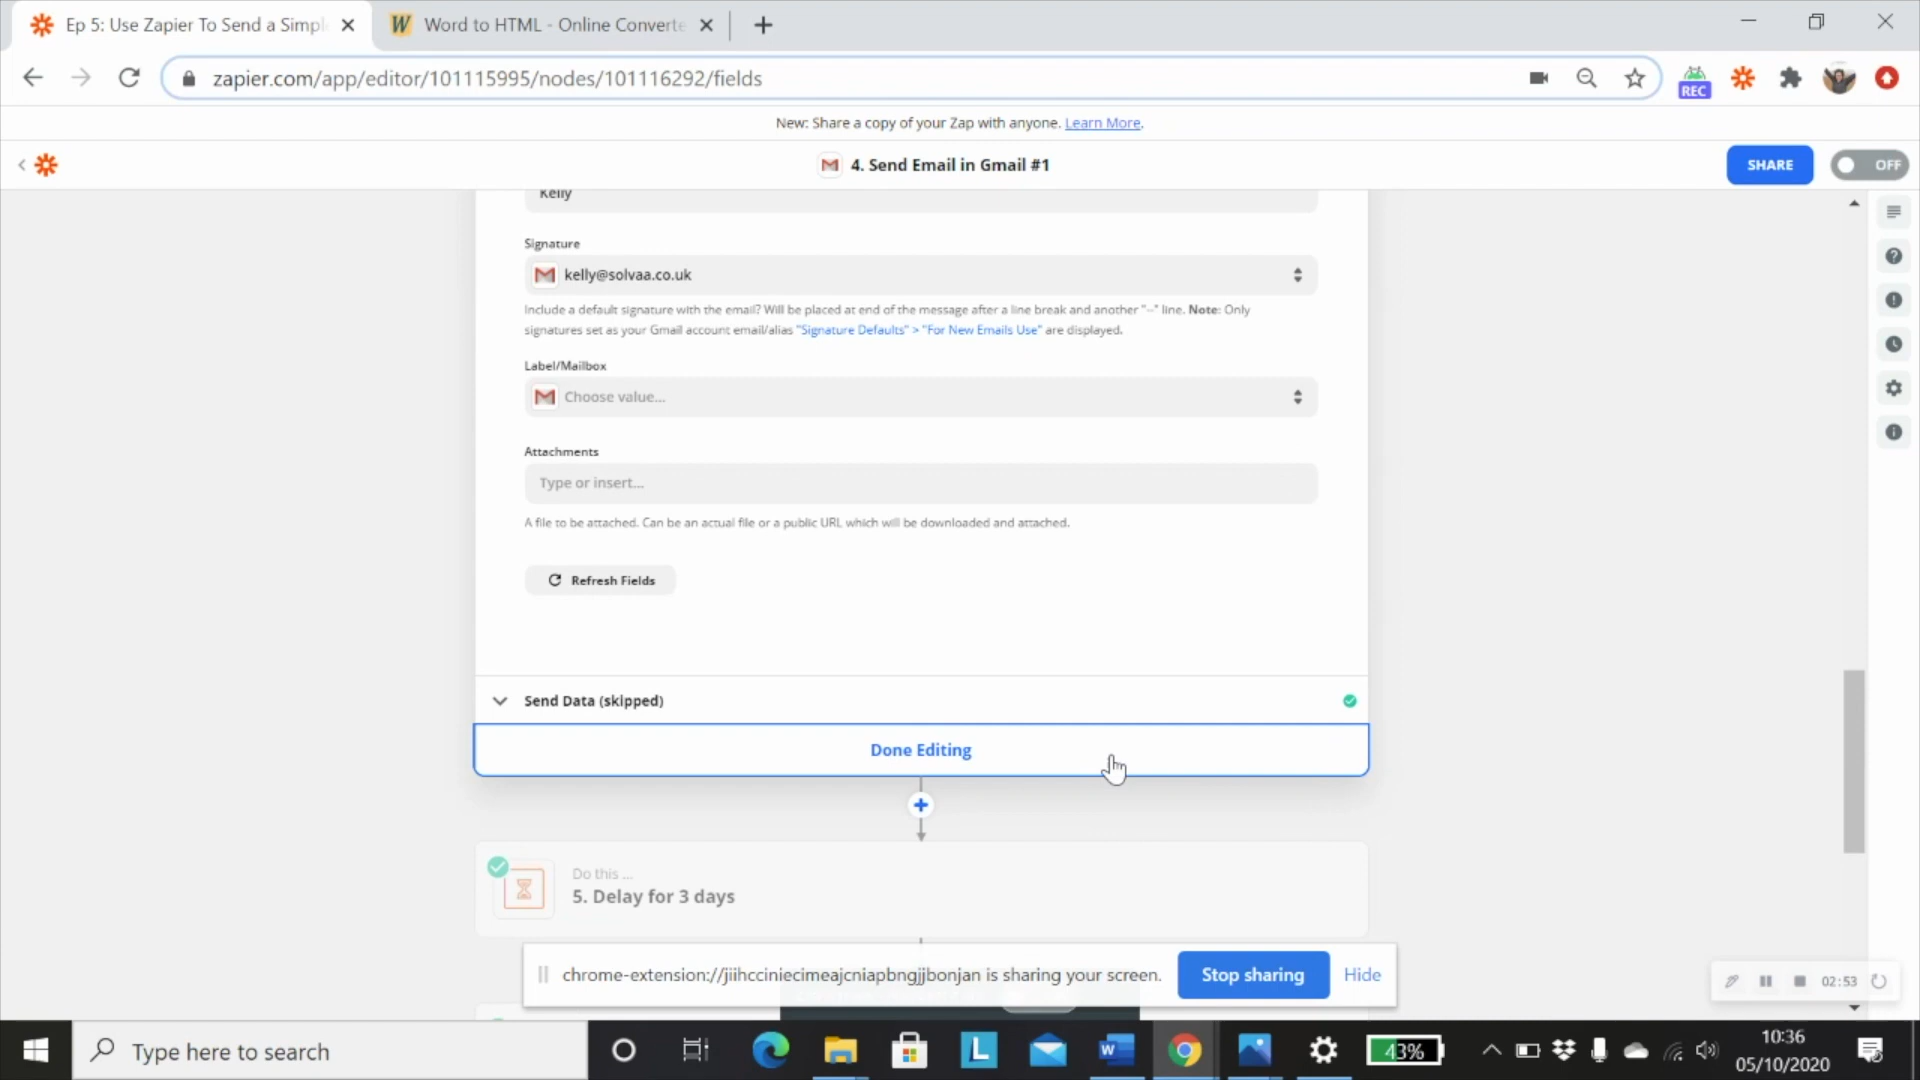 Ep 5: Use Zapier To Send a Simpl
Word to HTML - Online Converte
zapier.com/app/editor/101115995/nodes/101116292/fields
REC
New: Share a copy of your Zap with anyone. Learn More.
4. Send Email in Gmail #1
SHARE
OFF
Kelly
Signature
kelly@solvaa.co.uk
Include a default signature with the email? Will be placed at end of the message after a line break and another "--" line. Note: Only
signatures set as your Gmail account email/alias "Signature Defaults" > "For New Emails Use" are displayed.
Label/Mailbox
Choose value...
Attachments
Type or insert...
A file to be attached. Can be an actual file or a public URL which will be downloaded and attached.
Refresh Fields
Send Data (skipped)
Done Editing
Do this ...
5. Delay for 3 days
chrome-extension://jiihcciniecimeajcniapbngjjbonjan is sharing your screen.
Stop sharing
Hide
02:53
Type here to search
43%
10:36
05/10/2020